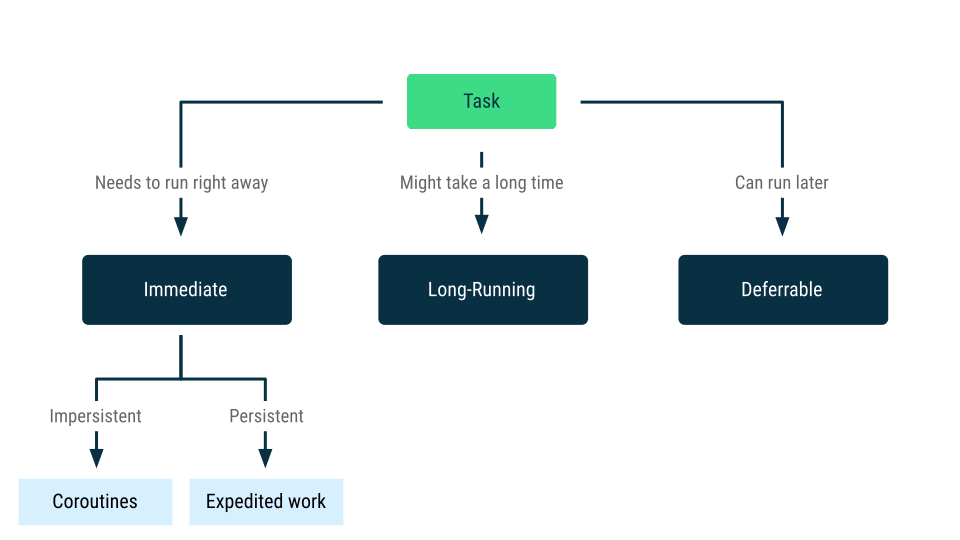 Task
Needs to run right away
Might take a long time
Can run later
Immediate
Long-Running
Deferrable
Impersistent
Persistent
Coroutines
Expedited work